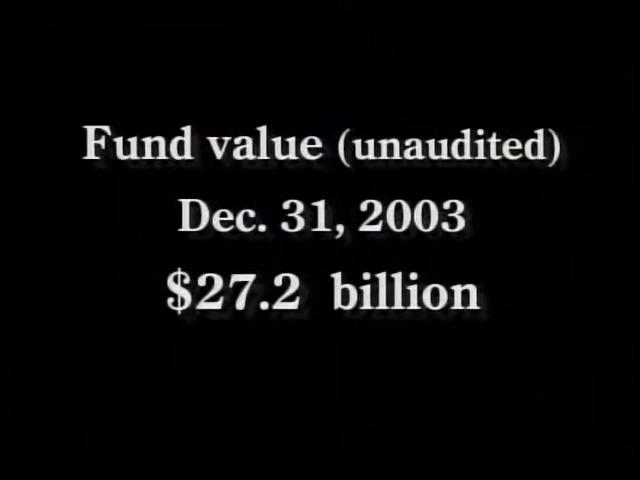 Fund value (unaudited)
Dec. 31, 2003
$27.2 billion